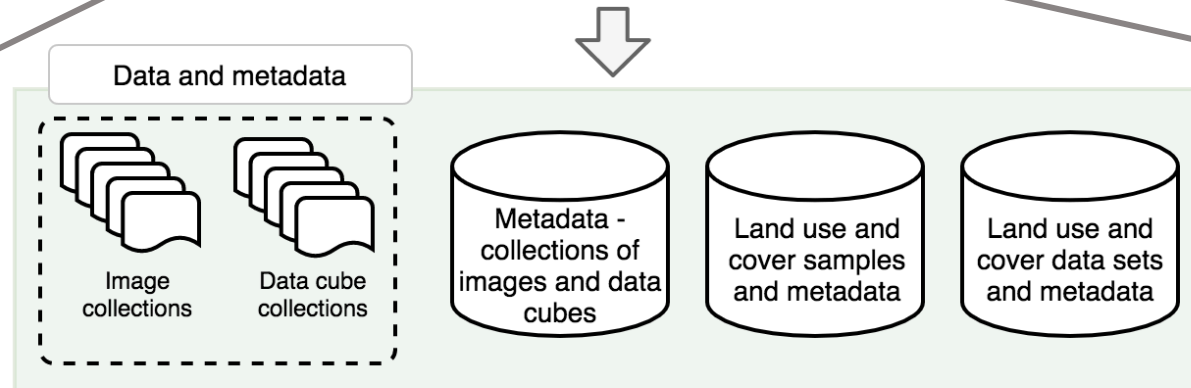 Data and metadata
Image
collections
Data cube
collections
Metadata -
collections of
images and data
cubes
Land use and
cover samples
and metadata
Land use and
cover data sets
and metadata